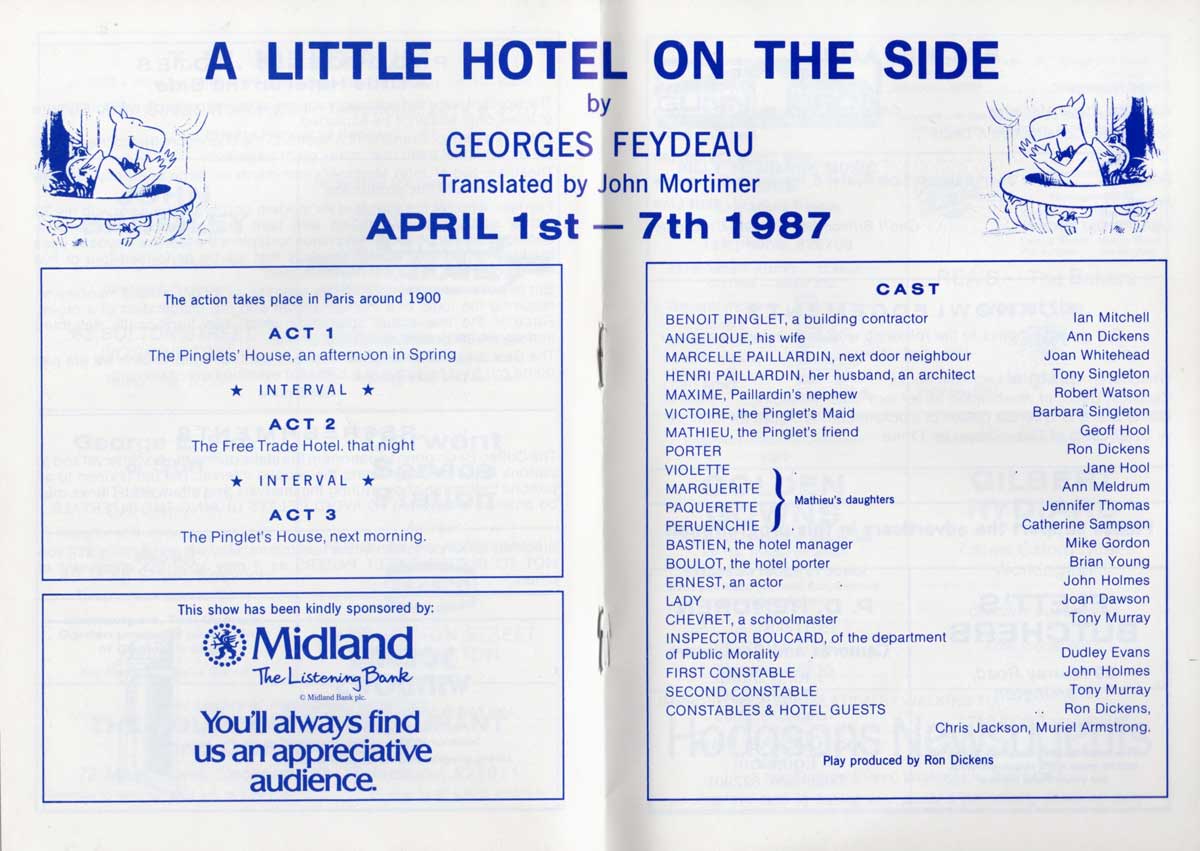 A LITTLE HOTEL ON THE SIDE
by
GEORGES FEYDEAU
Translated by John Mortimer
APRIL 1st – 7th 1987
The action takes place in Paris around 1900
ACT 1
The Pinglets' House, an afternoon in Spring
★ INTERVAL ★
ACT 2
The Free Trade Hotel, that night
★ INTERVAL ★
ACT 3
The Pinglet's House, next morning.
This show has been kindly sponsored by:
Midland
The Listening Bank
© Midland Bank plc.
You'll always find
us an appreciative
audience.
CAST
BENOIT PINGLET, a building contractor Ian Mitchell
ANGELIQUE, his wife Ann Dickens
MARCELLE PAILLARDIN, next door neighbour Joan Whitehead
HENRI PAILLARDIN, her husband, an architect Tony Singleton
MAXIME, Paillardin's nephew Robert Watson
VICTOIRE, the Pinglet's Maid Barbara Singleton
MATHIEU, the Pinglet's friend Geoff Hool
PORTER Ron Dickens
VIOLETTE Jane Hool
MARGUERITE Ann Meldrum
PAQUERETTE Mathieu's daughters Jennifer Thomas
PERUENCHIE Catherine Sampson
BASTIEN, the hotel manager Mike Gordon
BOULOT, the hotel porter Brian Young
ERNEST, an actor John Holmes
LADY Joan Dawson
CHEVRET, a schoolmaster Tony Murray
INSPECTOR BOUCARD, of the department
of Public Morality Dudley Evans
FIRST CONSTABLE John Holmes
SECOND CONSTABLE Tony Murray
CONSTABLES & HOTEL GUESTS Ron Dickens,
Chris Jackson, Muriel Armstrong.
Play produced by Ron Dickens